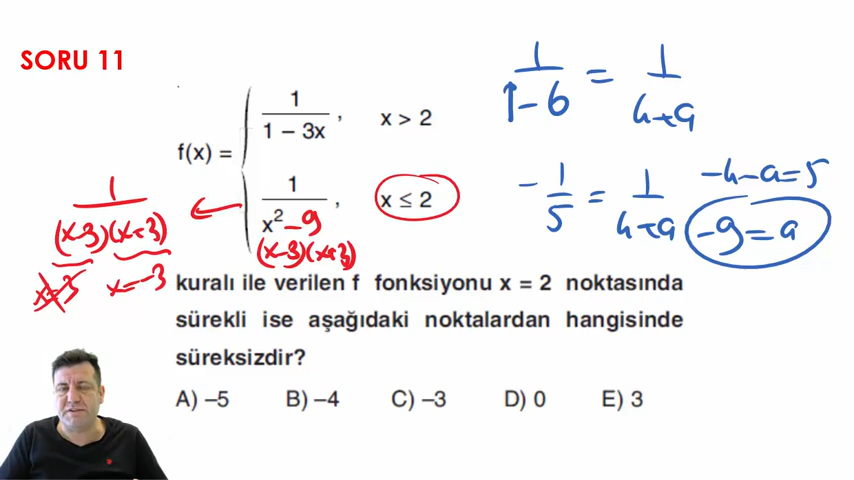 SORU 11
f(x) =
1
1 – 3x
,
x > 2
1
x² –9
,
x ≤ 2
(x-3)(x+3)
1
(x-3)(x+3)
x=3
x=-3
1
1-6
=
1
4+a
-
1
5
=
1
4+a
-4-a=5
-9=a
kuralı ile verilen f fonksiyonu x = 2 noktasında
sürekli ise aşağıdaki noktalardan hangisinde
süreksizdir?
A) –5 B) –4 C) –3 D) 0 E) 3